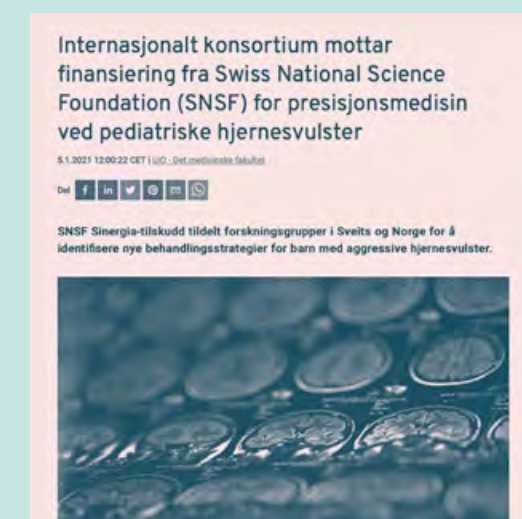 Internasjonalt konsortium mottar
finansiering fra Swiss National Science
Foundation (SNSF) for presisjonsmedisin
ved pediatriske hjernesvulster
5.1.2021 12:00:22 CET | UiO - Det medisinske fakultet
Del
SNSF Sinergia-tilskudd tildelt forskningsgrupper i Sveits og Norge for å
identifisere nye behandlingsstrategier for barn med aggressive hjernesvulster.